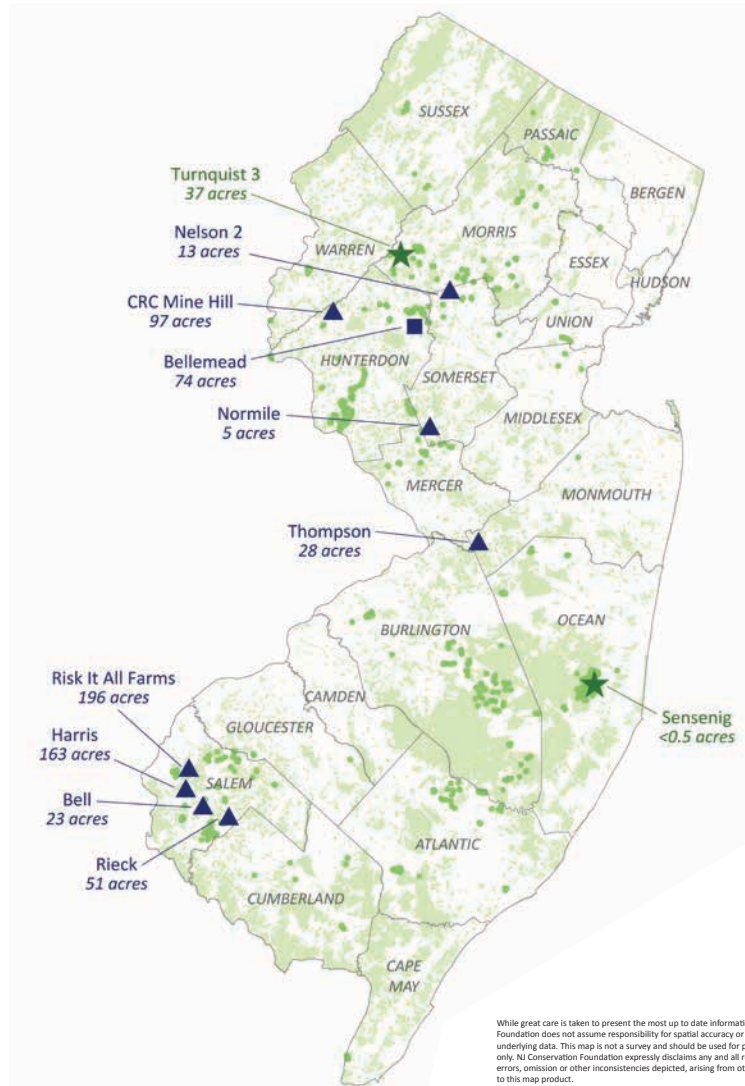 SUSSEX
PASSAIC
Turnquist 3
37 acres
BERGEN
Nelson 2
13 acres
MORRIS
WARREN
ESSEX
HUDSON
CRC Mine Hill
97 acres
UNION
Bellemead
74 acres
HUNTERDON
SOMERSET
Normile
5 acres
MIDDLESEX
MERCER
MONMOUTH
Thompson
28 acres
OCEAN
BURLINGTON
Risk It All Farms
196 acres
CAMDEN
GLOUCESTER
Sensenig
<0.5 acres
Harris
163 acres
SALEM
Bell
23 acres
ATLANTIC
Rieck
51 acres
CUMBERLAND
CAPE
MAY
While great care is taken to present the most up to date informati
Foundation does not assume responsibility for spatial accuracy or
underlying data. This map is not a survey and should be used for p
only. NJ Conservation Foundation expressly disclaims any and all r
errors, omission or other inconsistencies depicted, arising from ot
to this map product.